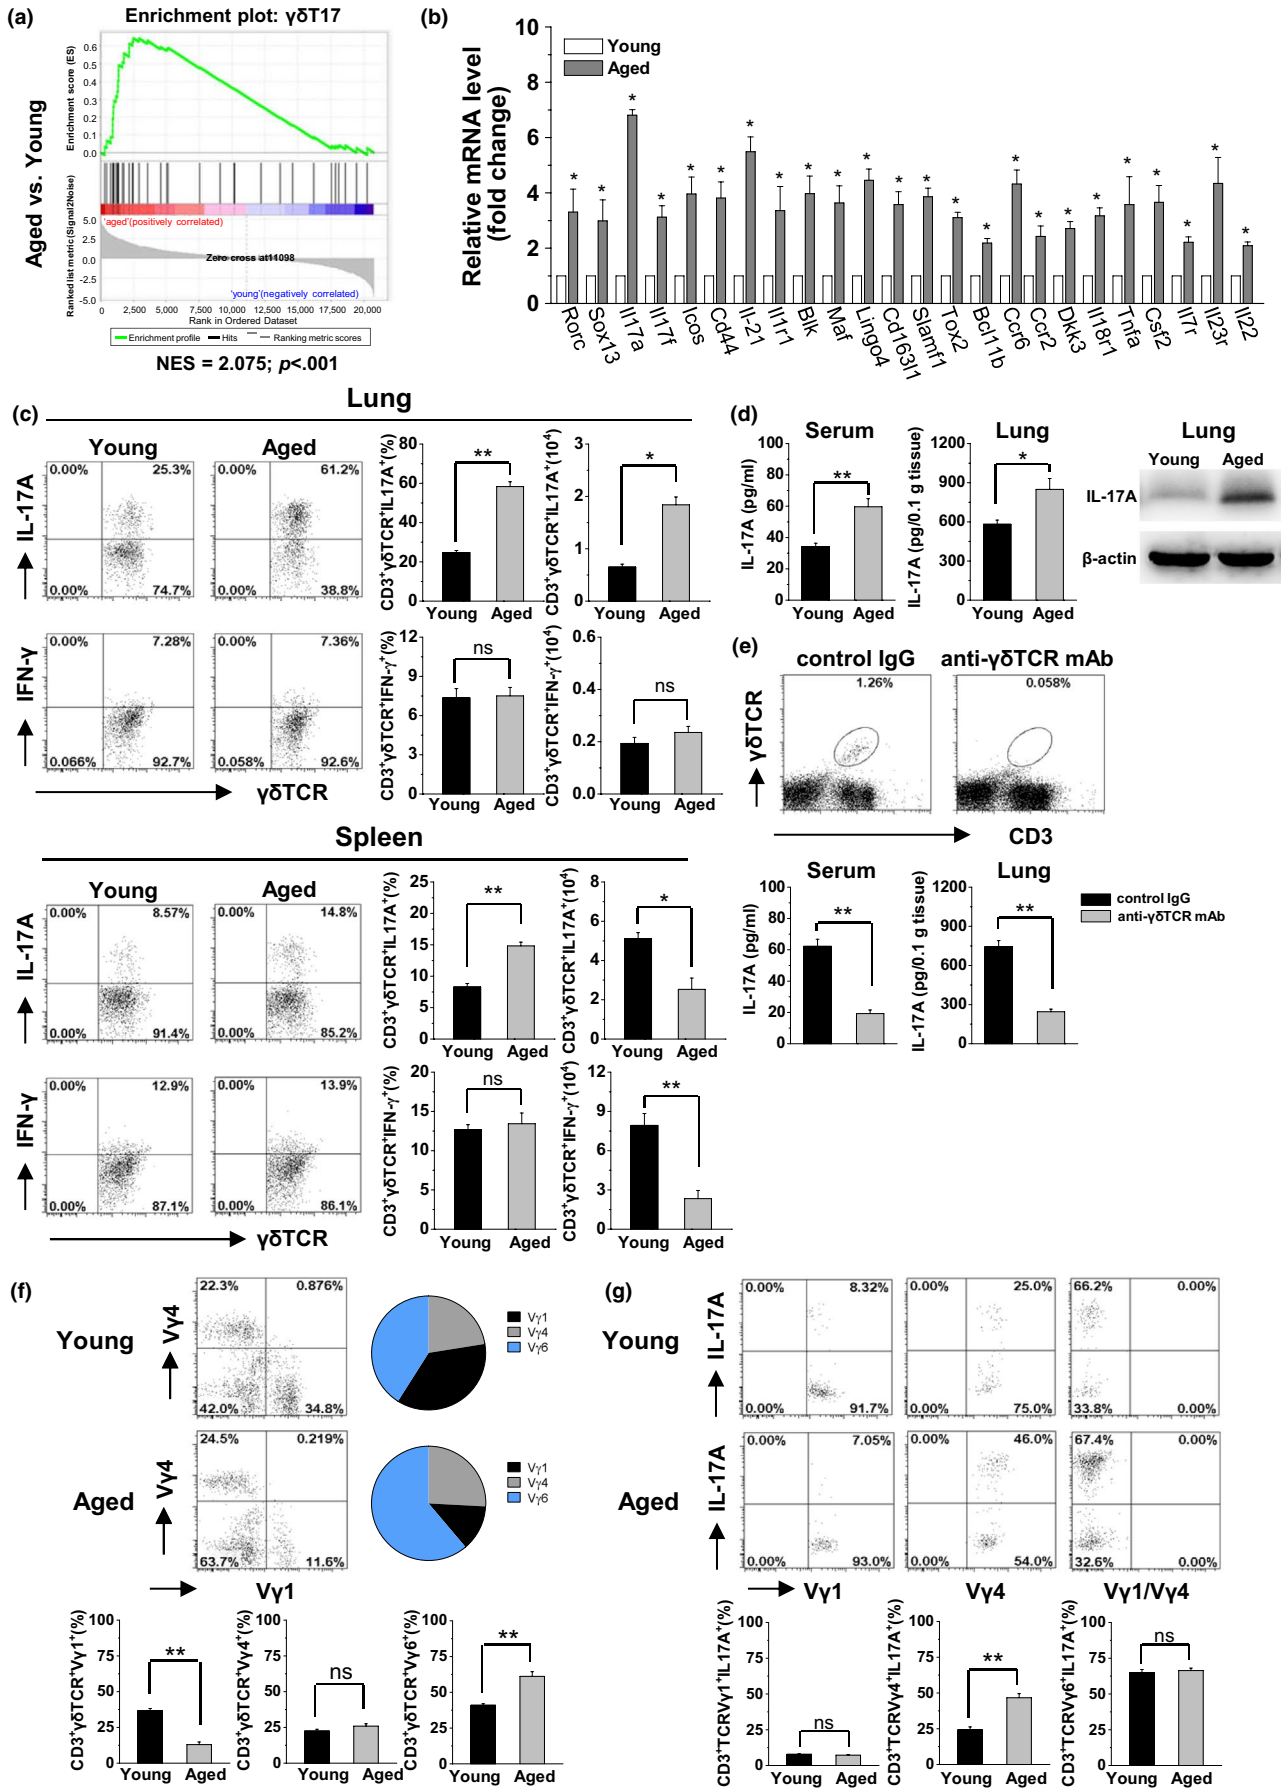 (a)
Enrichment plot: γδT17
Aged vs. Young
Enrichment score (ES)
0.6
0.5
0.4
0.3
0.2
0.1
0.0
Ranked list metric(Signal2Noise)
5.0
2.5
0.0
-2.5
-5.0
'aged'(positively correlated)
Zero cross at11098
'young'(negatively correlated)
0 2,500 5,000 7,500 10,000 12,500 15,000 17,500 20,000
Rank in Ordered Dataset
Enrichment profile Hits Ranking metric scores
NES = 2.075; p<.001
(b)
Relative mRNA level
(fold change)
10
8
6
4
2
0
Young
Aged
* * * * * * * * * * * * * * * * * * * * * * * *
Rorc Sox13 Il17a Il17f Icos Cd44 Il-21 Il1r1 Blk Maf Lingo4 Cd163l1 Slamf1 Tox2 Bcl11b Ccr6 Ccr2 Dkk3 Il18r1 Tnfa Csf2 Il7r Il23r Il22
(c)
Lung
Young Aged
IL-17A
0.00% 25.3%
0.00% 74.7%
0.00% 61.2%
0.00% 38.8%
CD3⁺γδTCR⁺IL17A⁺(%)
80
60
40
20
0
**
Young Aged
CD3⁺γδTCR⁺IL17A⁺(10⁴)
3
2
1
0
*
Young Aged
IFN-γ
0.00% 7.28%
0.066% 92.7%
0.00% 7.36%
0.058% 92.6%
γδTCR
CD3⁺γδTCR⁺IFN-γ⁺(%)
12
9
6
3
0
ns
Young Aged
CD3⁺γδTCR⁺IFN-γ⁺(10⁴)
0.6
0.4
0.2
0.0
ns
Young Aged
Spleen
Young Aged
IL-17A
0.00% 8.57%
0.00% 91.4%
0.00% 14.8%
0.00% 85.2%
CD3⁺γδTCR⁺IL17A⁺(%)
25
20
15
10
5
0
**
Young Aged
CD3⁺γδTCR⁺IL17A⁺(10⁴)
8
6
4
2
0
*
Young Aged
IFN-γ
0.00% 12.9%
0.00% 87.1%
0.00% 13.9%
0.00% 86.1%
γδTCR
CD3⁺γδTCR⁺IFN-γ⁺(%)
20
15
10
5
0
ns
Young Aged
CD3⁺γδTCR⁺IFN-γ⁺(10⁴)
12
9
6
3
0
**
Young Aged
(d)
Serum
IL-17A (pg/ml)
100
80
60
40
20
0
**
Young Aged
Lung
IL-17A (pg/0.1 g tissue)
1200
900
600
300
0
*
Young Aged
Lung
Young Aged
IL-17A
β-actin
(e)
control IgG anti-γδTCR mAb
1.26% 0.058%
γδTCR
CD3
Serum
IL-17A (pg/ml)
100
80
60
40
20
0
**
Lung
IL-17A (pg/0.1 g tissue)
1200
900
600
300
0
**
control IgG
anti-γδTCR mAb
(f)
Young
Vγ4
22.3% 0.876%
42.0% 34.8%
Vγ1
Vγ4
Vγ6
Aged
Vγ4
24.5% 0.219%
63.7% 11.6%
Vγ1
Vγ4
Vγ6
Vγ1
CD3⁺γδTCR⁺Vγ1⁺(%)
100
75
50
25
0
**
Young Aged
CD3⁺γδTCR⁺Vγ4⁺(%)
100
75
50
25
0
ns
Young Aged
CD3⁺γδTCR⁺Vγ6⁺(%)
100
75
50
25
0
**
Young Aged
(g)
Young
IL-17A
0.00% 8.32%
0.00% 91.7%
0.00% 25.0%
0.00% 75.0%
66.2% 0.00%
33.8% 0.00%
Aged
IL-17A
0.00% 7.05%
0.00% 93.0%
0.00% 46.0%
0.00% 54.0%
67.4% 0.00%
32.6% 0.00%
Vγ1 Vγ4 Vγ1/Vγ4
CD3⁺TCRVγ1⁺IL17A⁺(%)
100
75
50
25
0
ns
Young Aged
CD3⁺TCRVγ4⁺IL17A⁺(%)
100
75
50
25
0
**
Young Aged
CD3⁺TCRVγ6⁺IL17A⁺(%)
100
75
50
25
0
ns
Young Aged